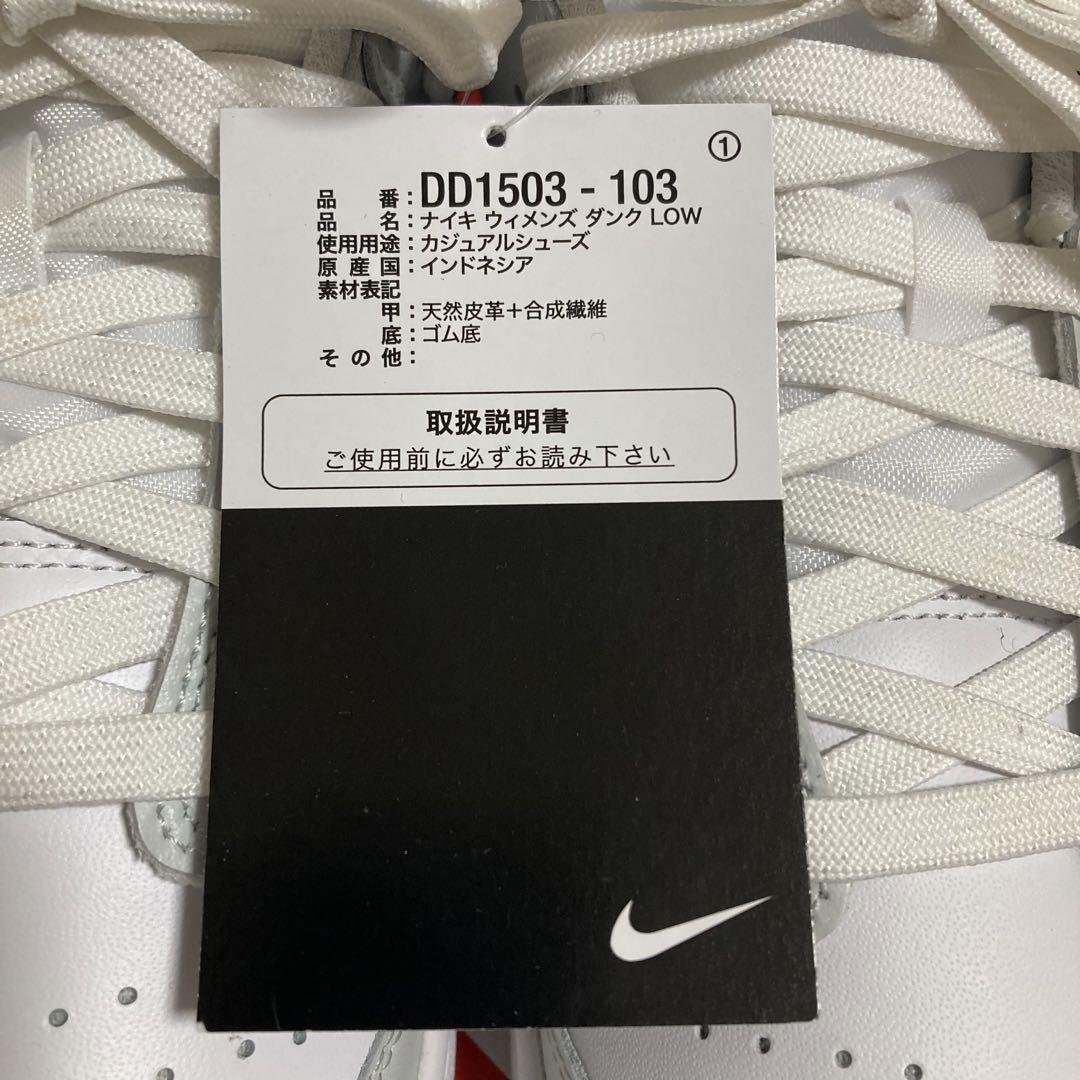 ①
品番:DD1503 - 103
品名:ナイキ ウィメンズ ダンク LOW
使用用途:カジュアルシューズ
原産国:インドネシア
素材表記
甲:天然皮革+合成繊維
底:ゴム底
その他:
取扱説明書
ご使用前に必ずお読み下さい